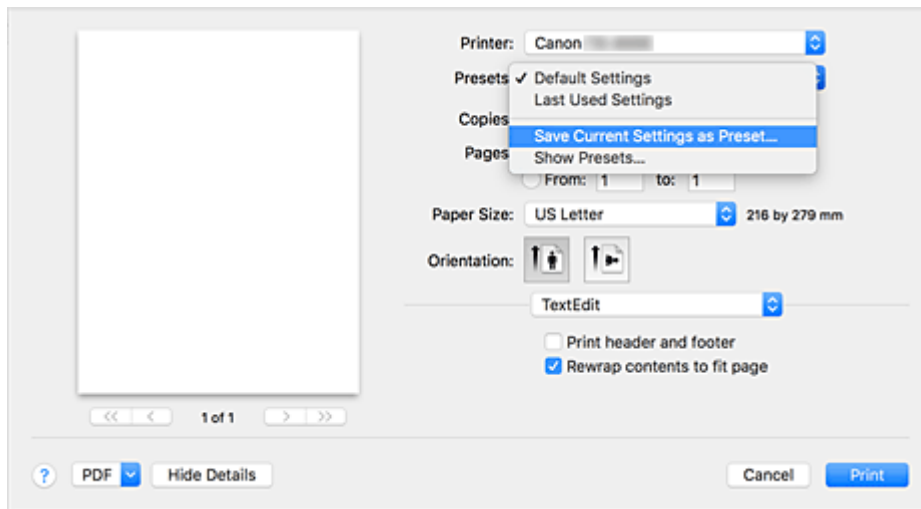 Printer: Canon
Presets ✓ Default Settings
Last Used Settings
Copies
Save Current Settings as Preset...
Pages
Show Presets...
From: 1 to: 1
Paper Size: US Letter 216 by 279 mm
Orientation:
TextEdit
Print header and footer
Rewrap contents to fit page
<< < 1 of 1 > >>
? PDF Hide Details Cancel Print